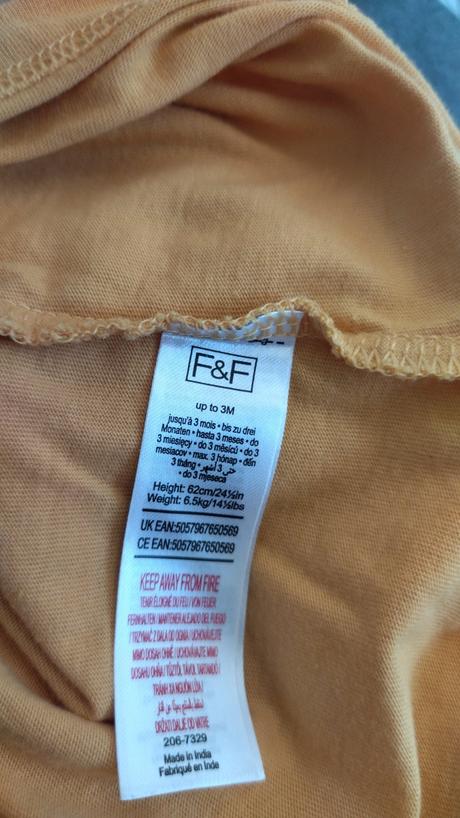 F&F
up to 3M
jusqu'à 3 mois • bis zu drei
Monaten • hasta 3 meses • do
3 miesięcy • do 3 měsíců • do 3
mesiacov • max. 3 hónap • đến
3 tháng • حتى 3 أشهر
• do 3 mjeseca
Height: 62cm/24½in
Weight: 6.5kg/14½lbs
UK EAN:5057967650569
CE EAN:5057967650569
KEEP AWAY FROM FIRE
TENIR ÉLOIGNÉ DU FEU / VON FEUER
FERNHALTEN / MANTENER ALEJADO DEL FUEGO
/ TRZYMAĆ Z DALA OD OGNIA / UCHOVÁVEJTE
MIMO DOSAH OHNĚ / UCHOVÁVAJTE MIMO
DOSAHU OHŇA / TŰZTŐL TÁVOL TARTANDÓ /
TRÁNH XA NGUỒN LỬA /
DRŽATI DALJE OD VATRE
206-7329
Made in India
Fabriqué en Inde